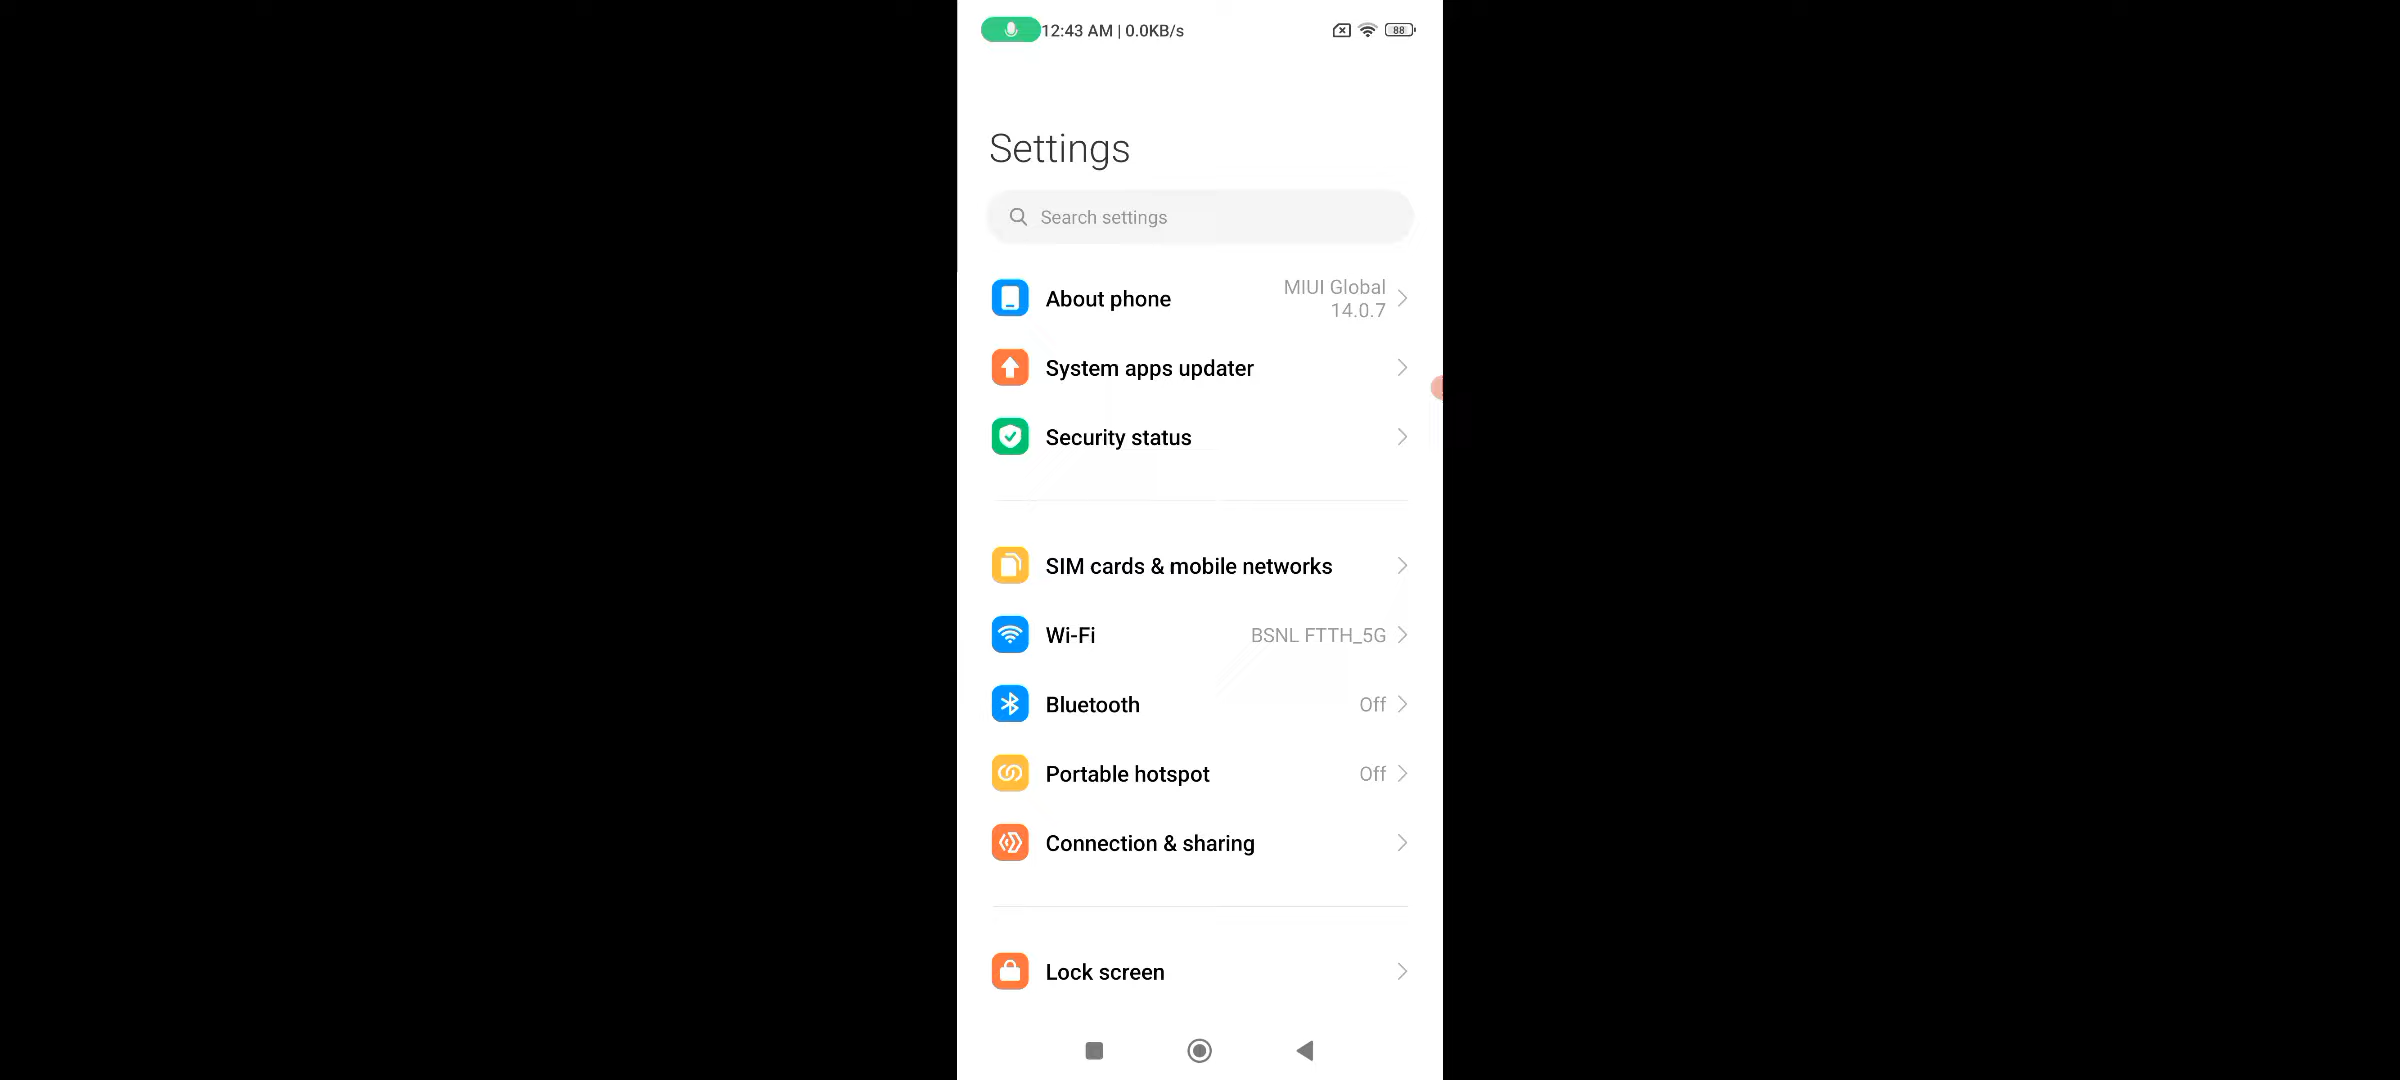 12:43 AM | 0.0KB/s 88
Settings
Search settings
About phone MIUI Global
14.0.7
System apps updater
Security status
SIM cards & mobile networks
Wi-Fi BSNL FTTH_5G
Bluetooth Off
Portable hotspot Off
Connection & sharing
Lock screen